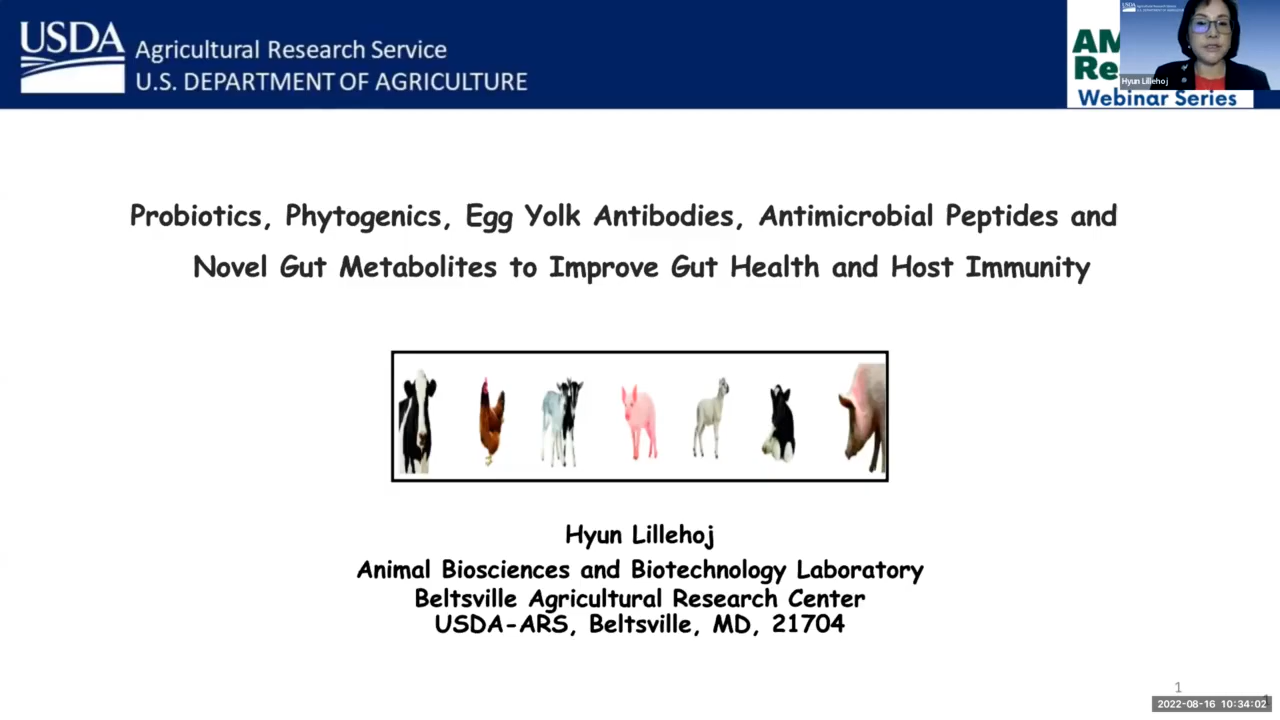 USDA
Agricultural Research Service
U.S. DEPARTMENT OF AGRICULTURE
AM
Re
Webinar Series
Hyun Lillehoj
Probiotics, Phytogenics, Egg Yolk Antibodies, Antimicrobial Peptides and
Novel Gut Metabolites to Improve Gut Health and Host Immunity
Hyun Lillehoj
Animal Biosciences and Biotechnology Laboratory
Beltsville Agricultural Research Center
USDA-ARS, Beltsville, MD, 21704
1
2022-08-16 10:34:02